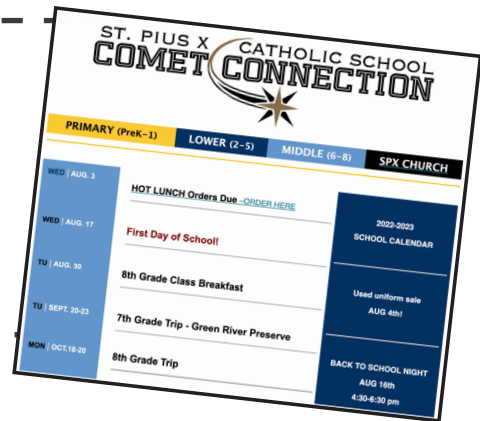 ST. PIUS X CATHOLIC SCHOOL
COMET CONNECTION
PRIMARY (PreK-1)
LOWER (2-5)
MIDDLE (6-8)
SPX CHURCH
WED | AUG. 3
HOT LUNCH Orders Due -ORDER HERE
WED | AUG. 17
First Day of School!
TU | AUG. 30
8th Grade Class Breakfast
TU | SEPT. 20-23
7th Grade Trip - Green River Preserve
MON | OCT.18-20
8th Grade Trip
2022-2023
SCHOOL CALENDAR
Used uniform sale
AUG 4th!
BACK TO SCHOOL NIGHT
AUG 16th
4:30-6:30 pm